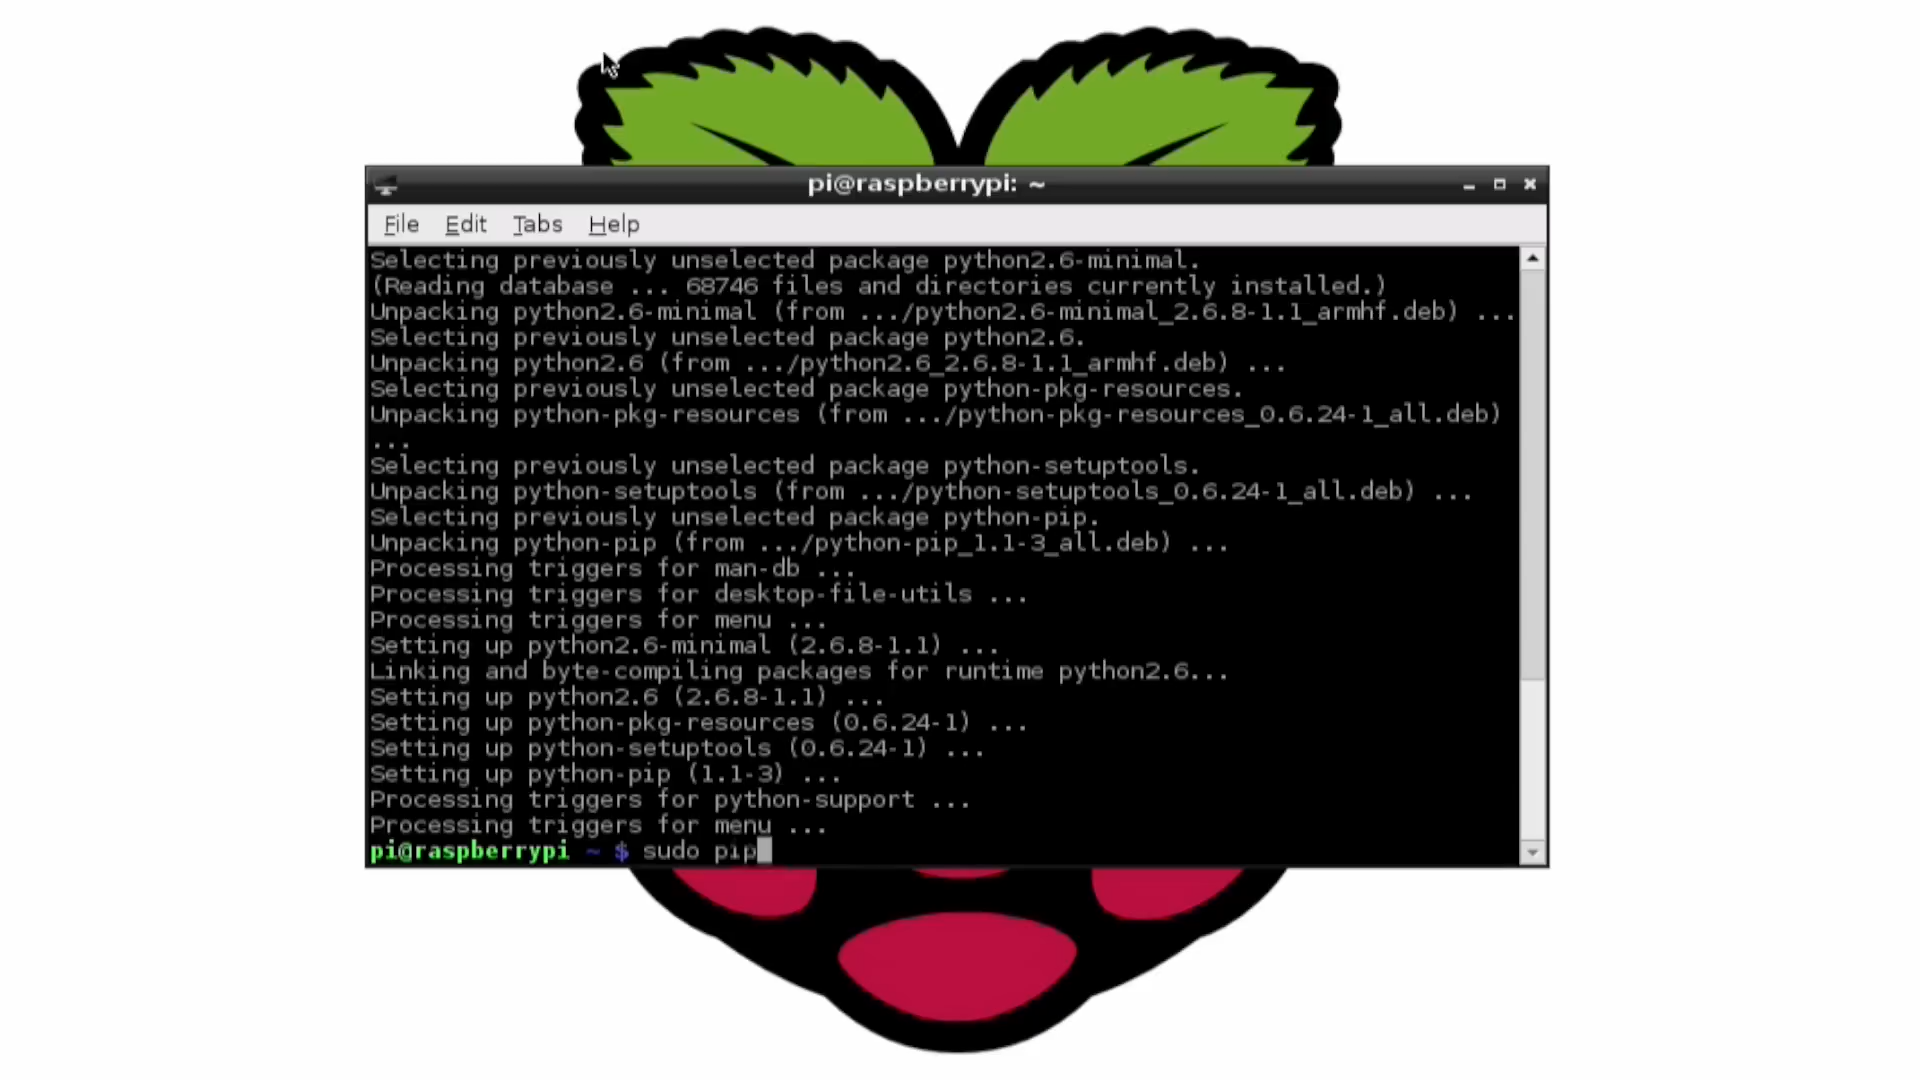 pi@raspberrypi: ~
File Edit Tabs Help
Selecting previously unselected package python2.6-minimal.
(Reading database ... 68746 files and directories currently installed.)
Unpacking python2.6-minimal (from .../python2.6-minimal_2.6.8-1.1_armhf.deb) ...
Selecting previously unselected package python2.6.
Unpacking python2.6 (from .../python2.6_2.6.8-1.1_armhf.deb) ...
Selecting previously unselected package python-pkg-resources.
Unpacking python-pkg-resources (from .../python-pkg-resources_0.6.24-1_all.deb)
...
Selecting previously unselected package python-setuptools.
Unpacking python-setuptools (from .../python-setuptools_0.6.24-1_all.deb) ...
Selecting previously unselected package python-pip.
Unpacking python-pip (from .../python-pip_1.1-3_all.deb) ...
Processing triggers for man-db ...
Processing triggers for desktop-file-utils ...
Processing triggers for menu ...
Setting up python2.6-minimal (2.6.8-1.1) ...
Linking and byte-compiling packages for runtime python2.6...
Setting up python2.6 (2.6.8-1.1) ...
Setting up python-pkg-resources (0.6.24-1) ...
Setting up python-setuptools (0.6.24-1) ...
Setting up python-pip (1.1-3) ...
Processing triggers for python-support ...
Processing triggers for menu ...
pi@raspberrypi ~ $ sudo pip